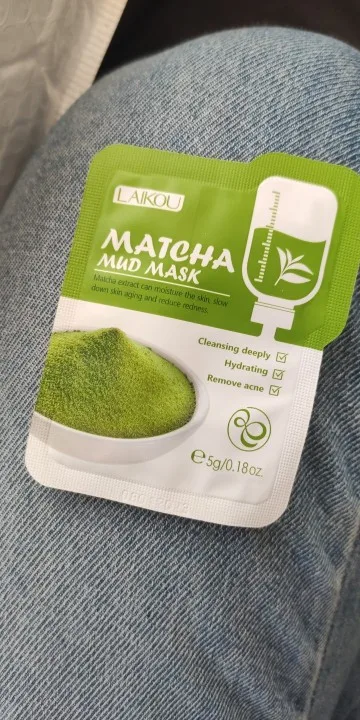 LAIKOU
MATCHA
MUD MASK
Matcha extract can moisture the skin, slow
down skin aging and reduce redness.
Cleansing deeply
Hydrating
Remove acne
℮5g/0.18oz.